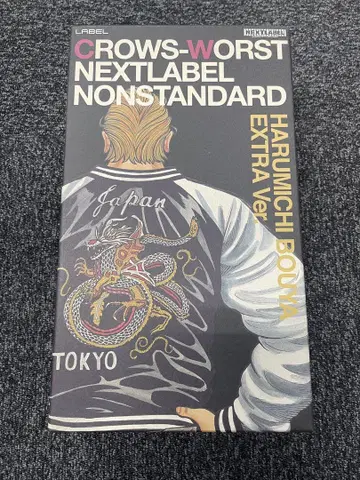 LABEL
NEXTLABEL
CROWS-WORST
NEXTLABEL
NONSTANDARD
HARUMICHI BOUYA
EXTRA Ver.
Japan
TOKYO